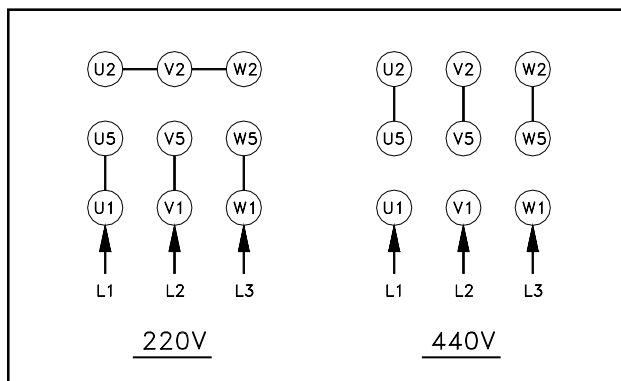 U2 V2 W2 U2 V2 W2
U5 V5 W5 U5 V5 W5
U1 V1 W1 U1 V1 W1
L1 L2 L3 L1 L2 L3
220V 440V